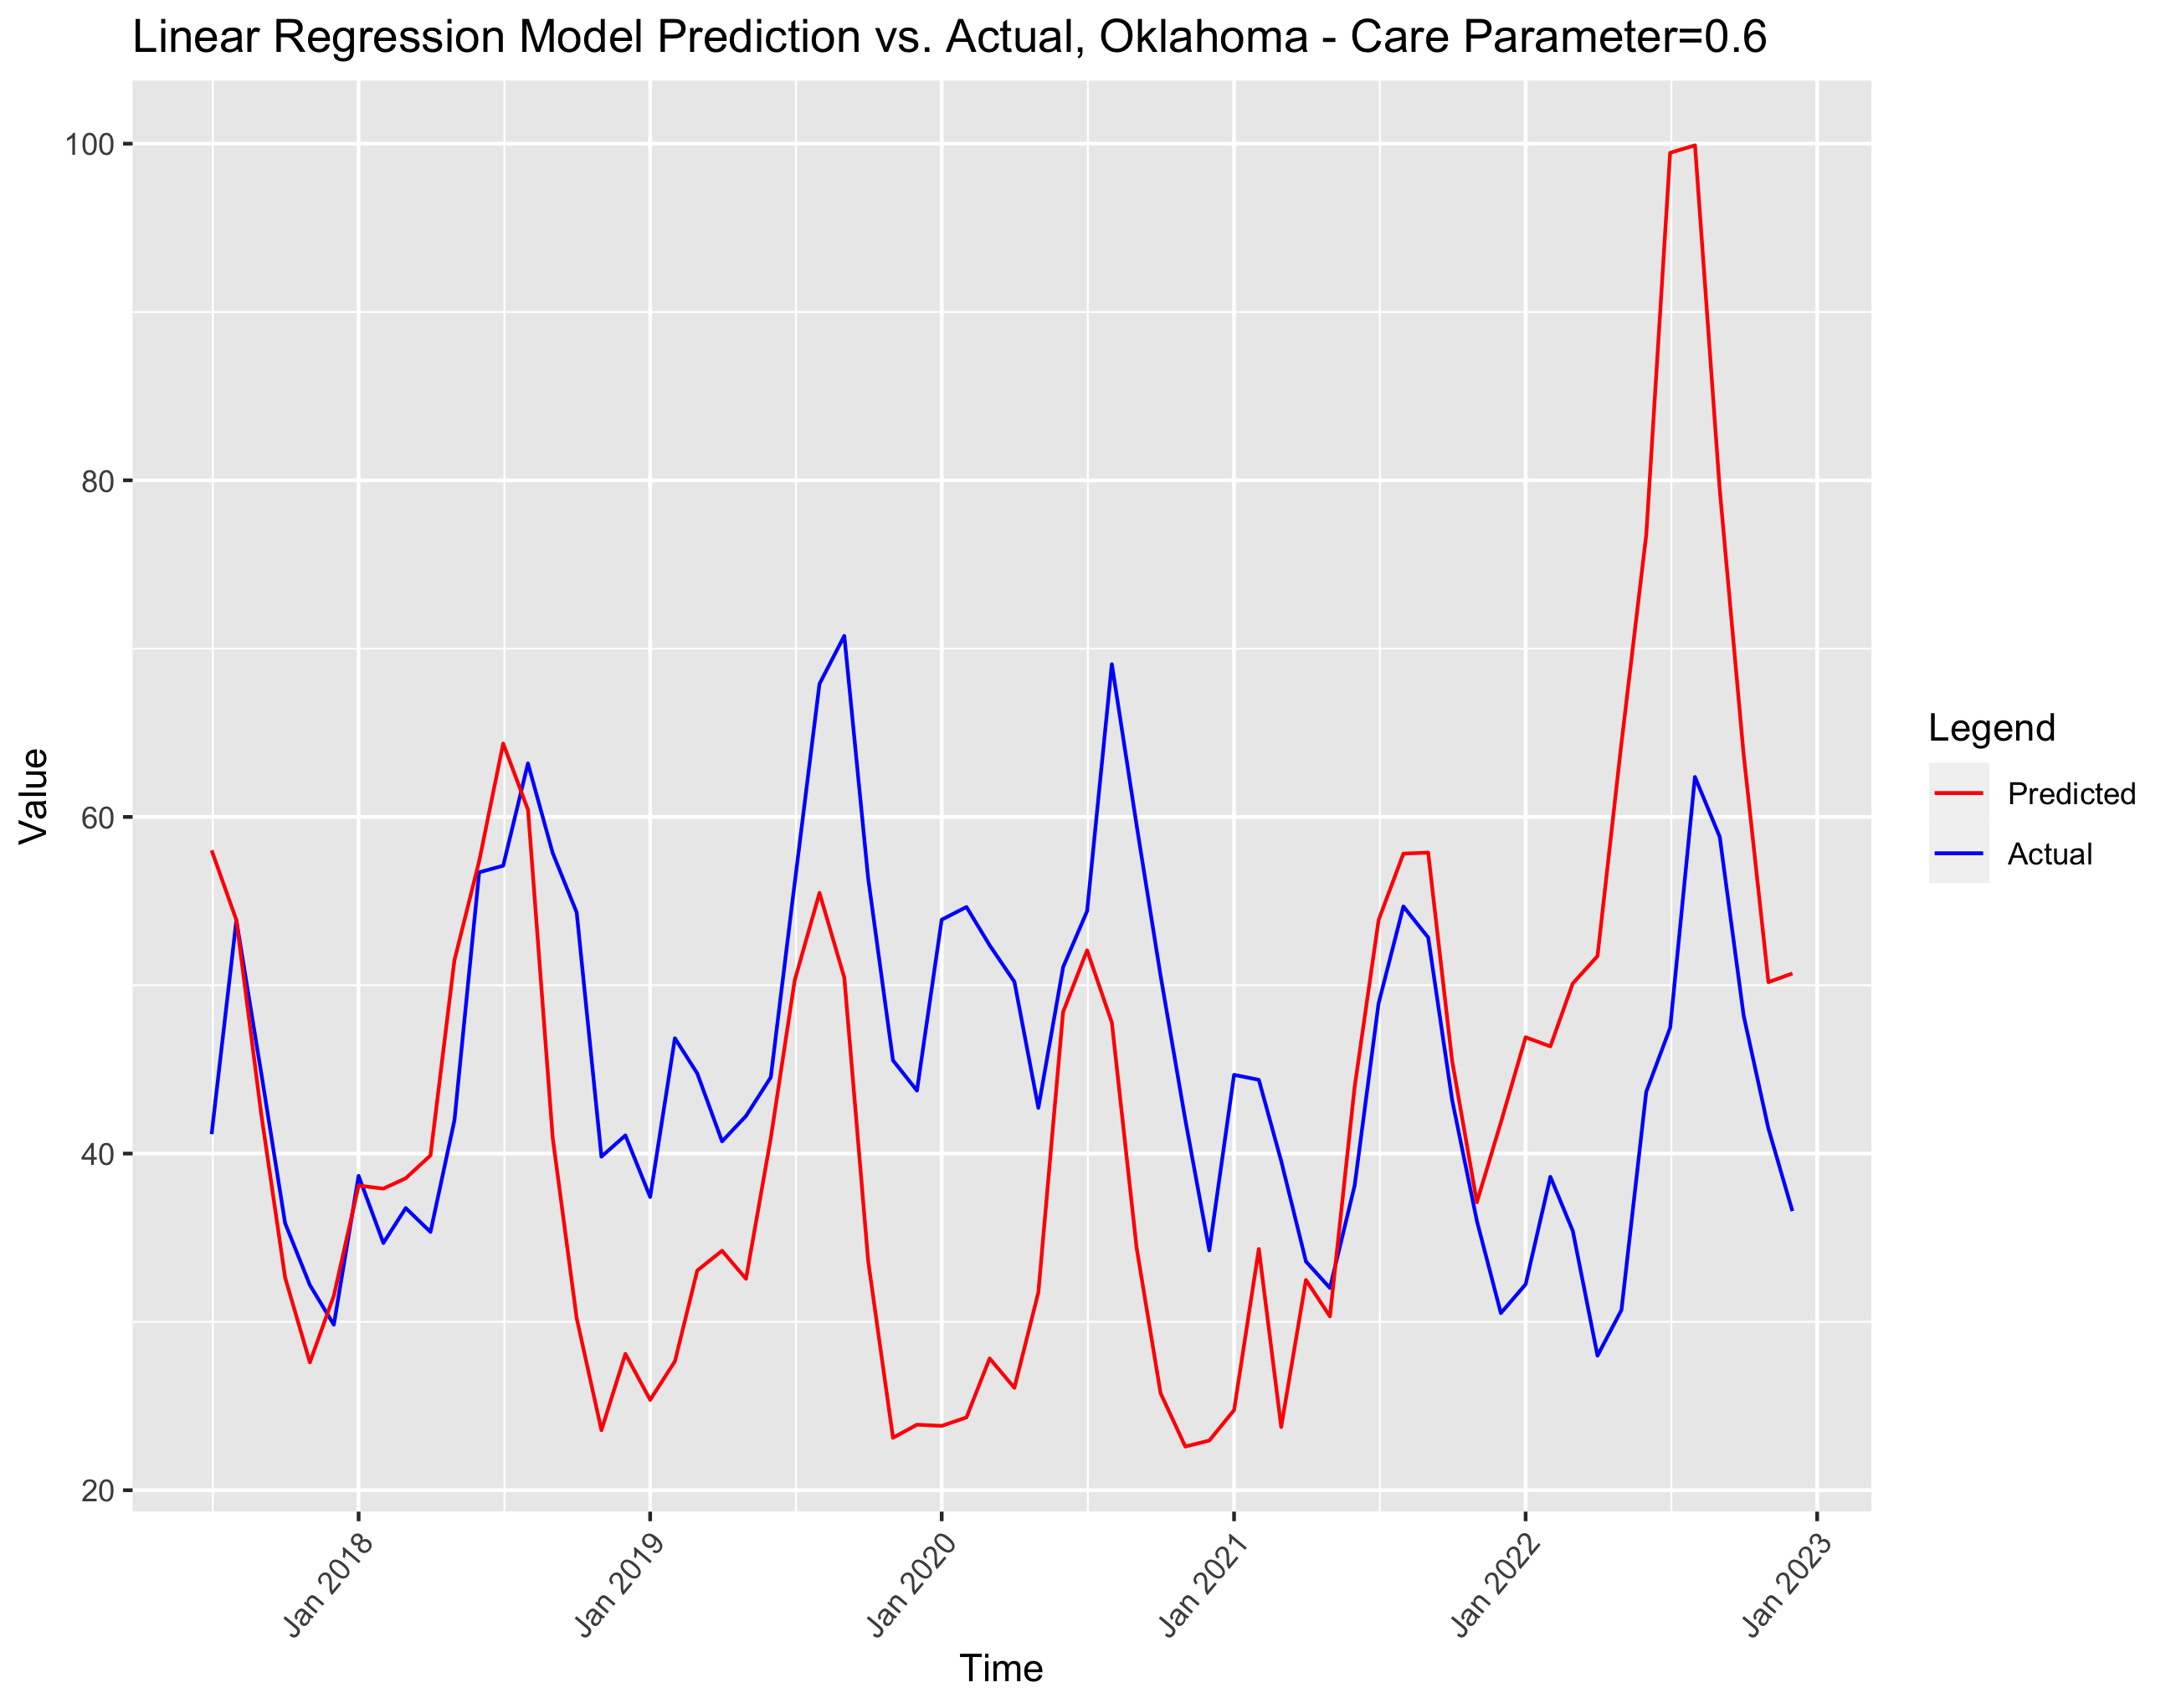 Linear Regression Model Prediction vs. Actual, Oklahoma - Care Parameter=0.6
Value
100
80
60
40
20
Jan 2018
Jan 2019
Jan 2020
Jan 2021
Jan 2022
Jan 2023
Time
Legend
Predicted
Actual